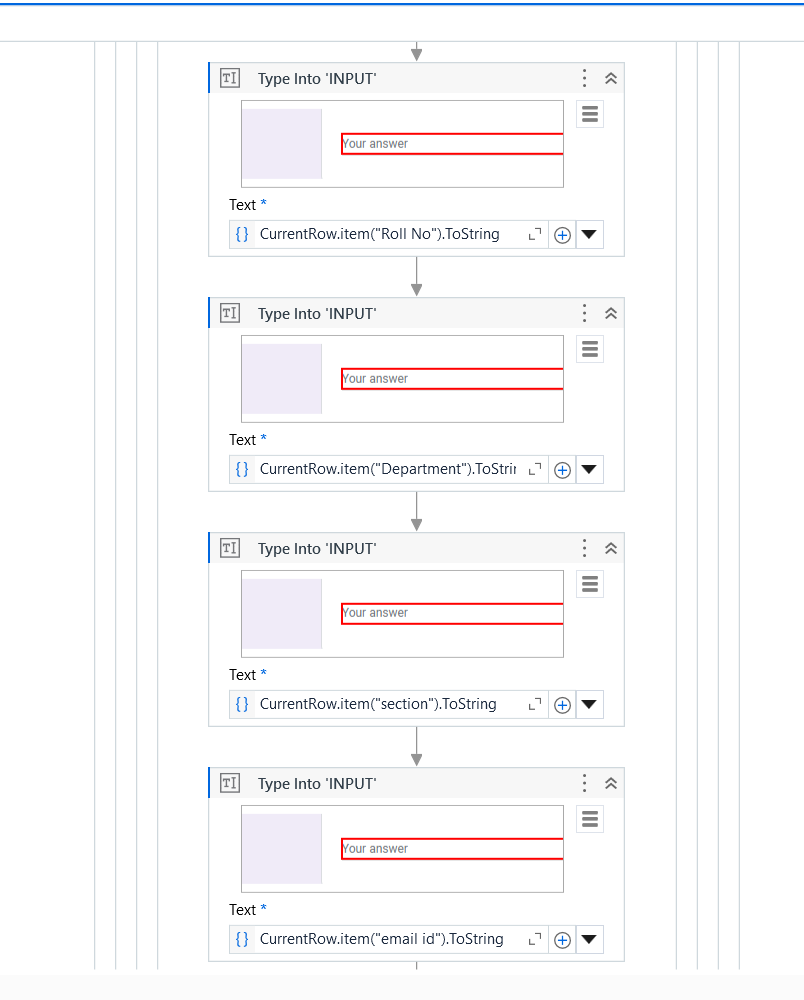 Type Into 'INPUT'
Your answer
Text *
{} CurrentRow.item("Roll No").ToString
Type Into 'INPUT'
Your answer
Text *
{} CurrentRow.item("Department").ToStrin
Type Into 'INPUT'
Your answer
Text *
{} CurrentRow.item("section").ToString
Type Into 'INPUT'
Your answer
Text *
{} CurrentRow.item("email id").ToString